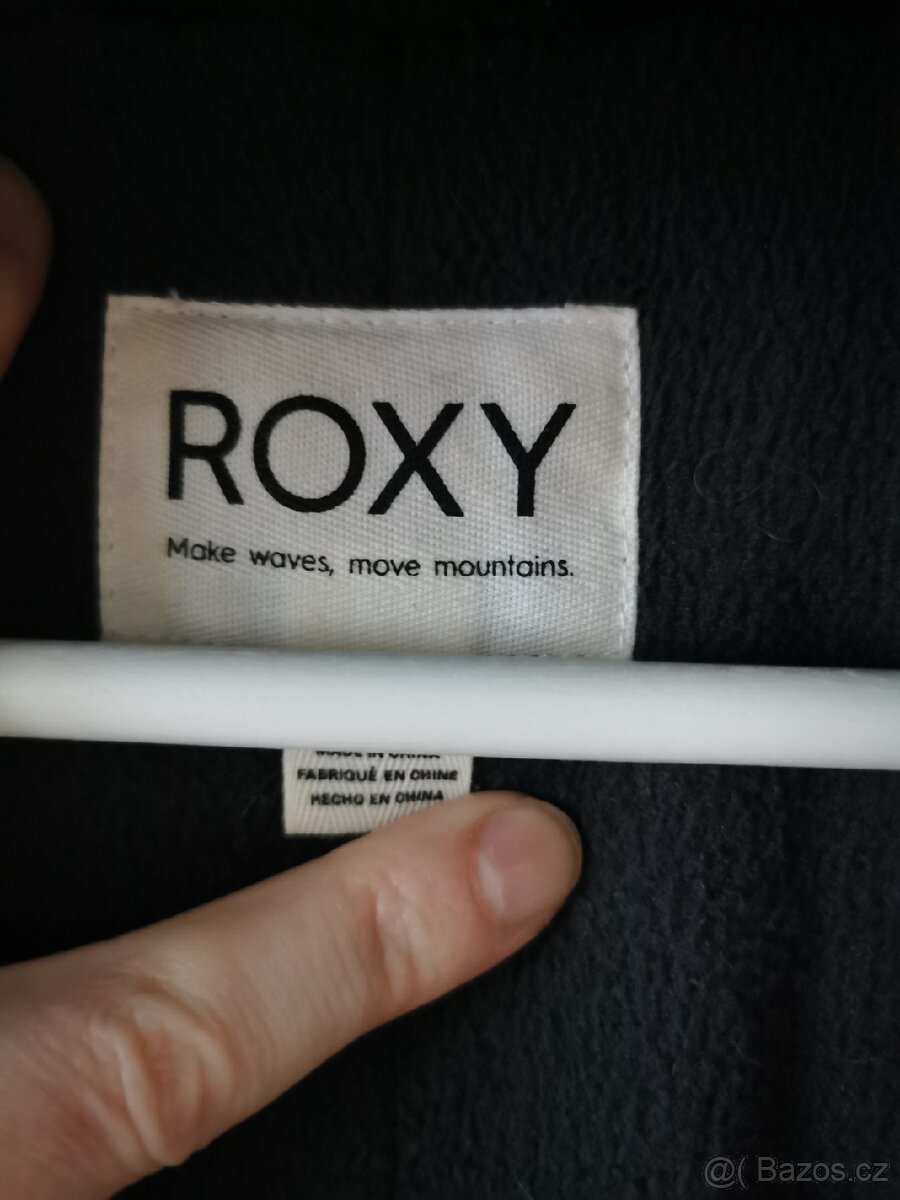 ROXY
Make waves, move mountains.
MADE IN CHINA
FABRIQUÉ EN CHINE
HECHO EN CHINA
@( Bazos.cz